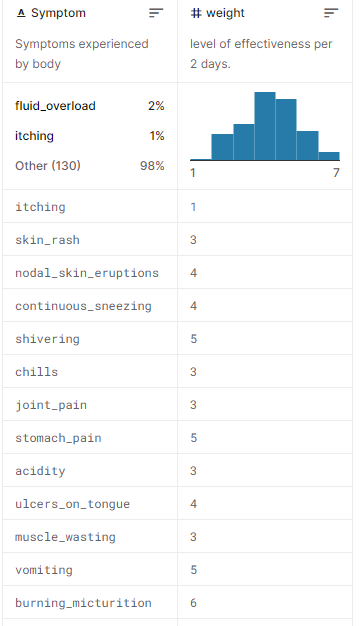 A Symptom
# weight
Symptoms experienced
by body
level of effectiveness per
2 days.
fluid_overload 2%
itching 1%
Other (130) 98%
1 7
itching 1
skin_rash 3
nodal_skin_eruptions 4
continuous_sneezing 4
shivering 5
chills 3
joint_pain 3
stomach_pain 5
acidity 3
ulcers_on_tongue 4
muscle_wasting 3
vomiting 5
burning_micturition 6